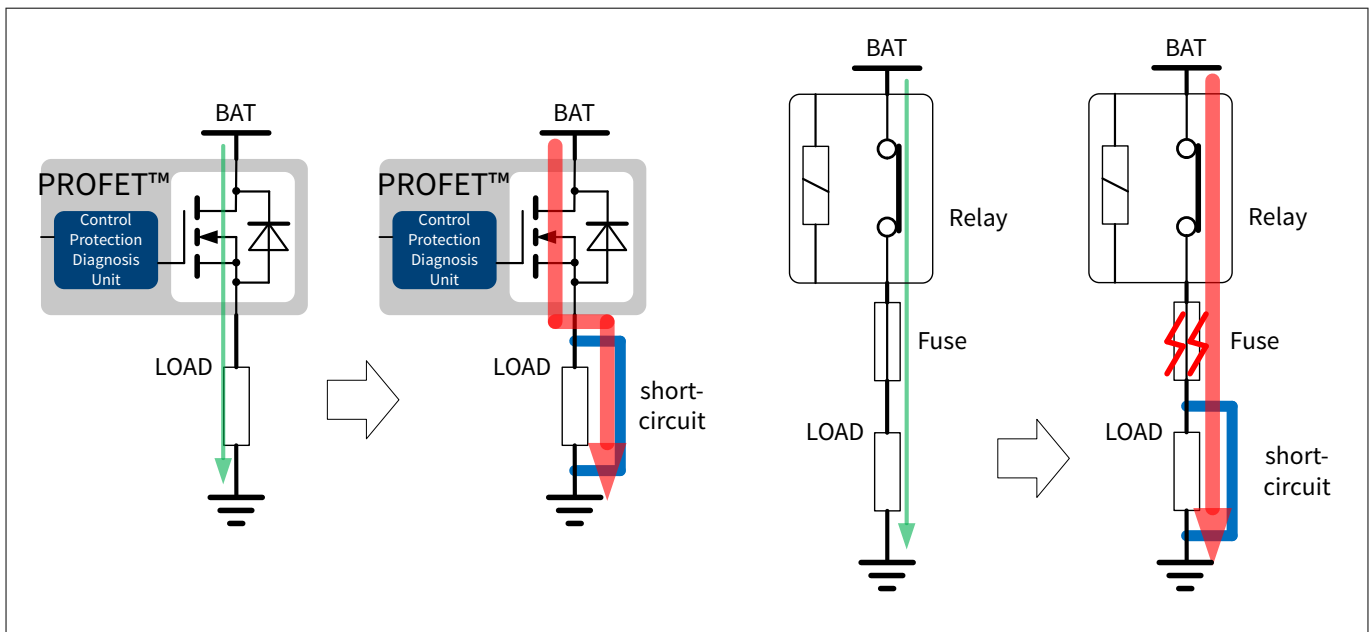 BAT
PROFET™
Control
Protection
Diagnosis
Unit
LOAD
BAT
PROFET™
Control
Protection
Diagnosis
Unit
LOAD
short-
circuit
BAT
Relay
Fuse
LOAD
BAT
Relay
Fuse
LOAD
short-
circuit